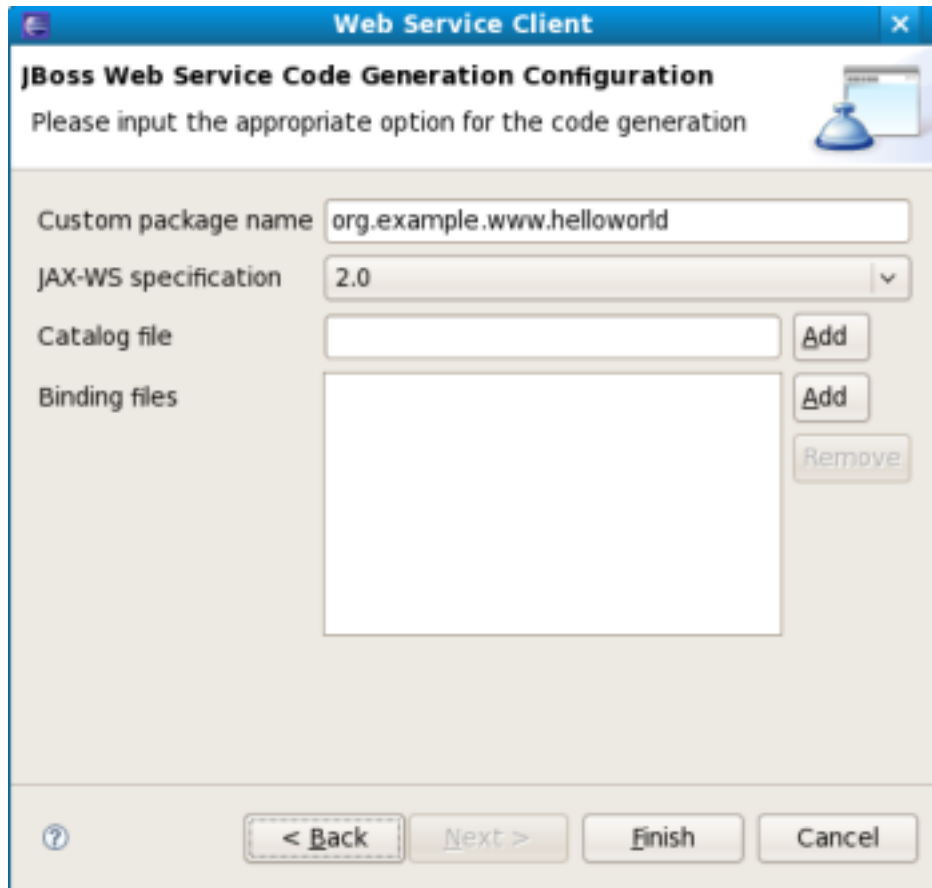 Web Service Client
JBoss Web Service Code Generation Configuration
Please input the appropriate option for the code generation
Custom package name org.example.www.helloworld
JAX-WS specification 2.0
Catalog file Add
Binding files Add
Remove
< Back Next > Finish Cancel